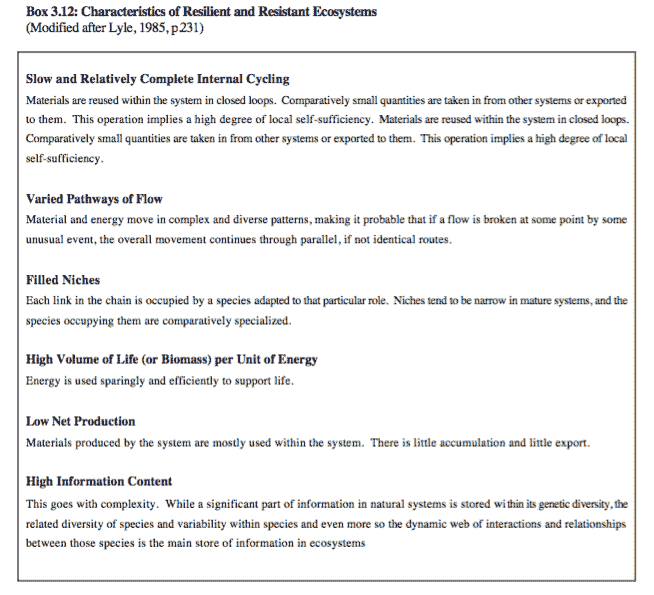 Box 3.12: Characteristics of Resilient and Resistant Ecosystems
(Modified after Lyle, 1985, p231)
Slow and Relatively Complete Internal Cycling
Materials are reused within the system in closed loops. Comparatively small quantities are taken in from other systems or exported
to them. This operation implies a high degree of local self-sufficiency. Materials are reused within the system in closed loops.
Comparatively small quantities are taken in from other systems or exported to them. This operation implies a high degree of local
self-sufficiency.
Varied Pathways of Flow
Material and energy move in complex and diverse patterns, making it probable that if a flow is broken at some point by some
unusual event, the overall movement continues through parallel, if not identical routes.
Filled Niches
Each link in the chain is occupied by a species adapted to that particular role. Niches tend to be narrow in mature systems, and the
species occupying them are comparatively specialized.
High Volume of Life (or Biomass) per Unit of Energy
Energy is used sparingly and efficiently to support life.
Low Net Production
Materials produced by the system are mostly used within the system. There is little accumulation and little export.
High Information Content
This goes with complexity. While a significant part of information in natural systems is stored within its genetic diversity, the
related diversity of species and variability within species and even more so the dynamic web of interactions and relationships
between those species is the main store of information in ecosystems